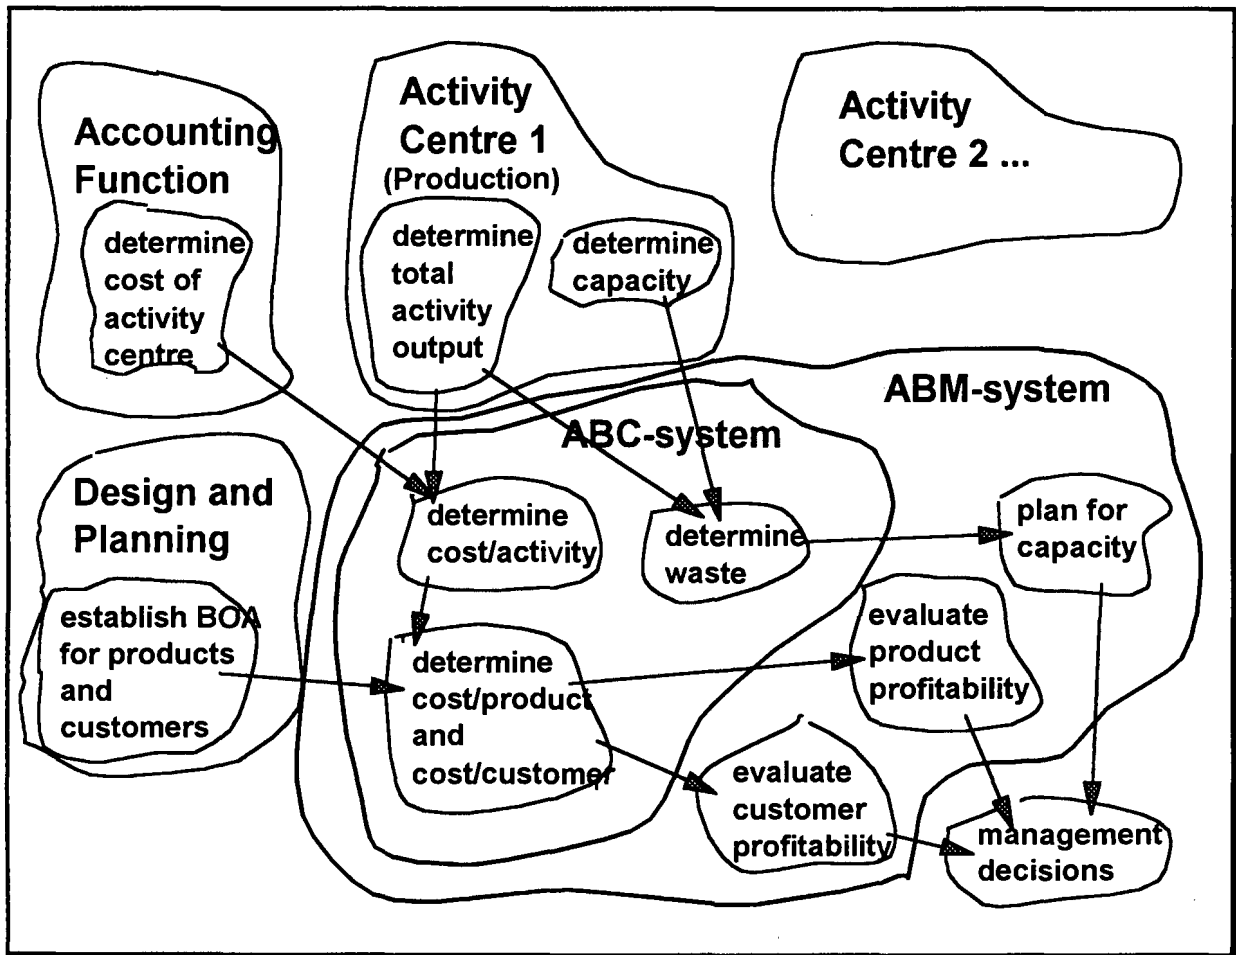 Accounting
Function
determine
cost of
activity
centre
Activity
Centre 1
(Production)
determine
total
activity
output
determine
capacity
Activity
Centre 2 ...
ABM-system
ABC-system
Design and
Planning
establish BOA
for products
and
customers
determine
cost/activity
determine
waste
plan for
capacity
determine
cost/product
and
cost/customer
evaluate
product
profitability
evaluate
customer
profitability
management
decisions